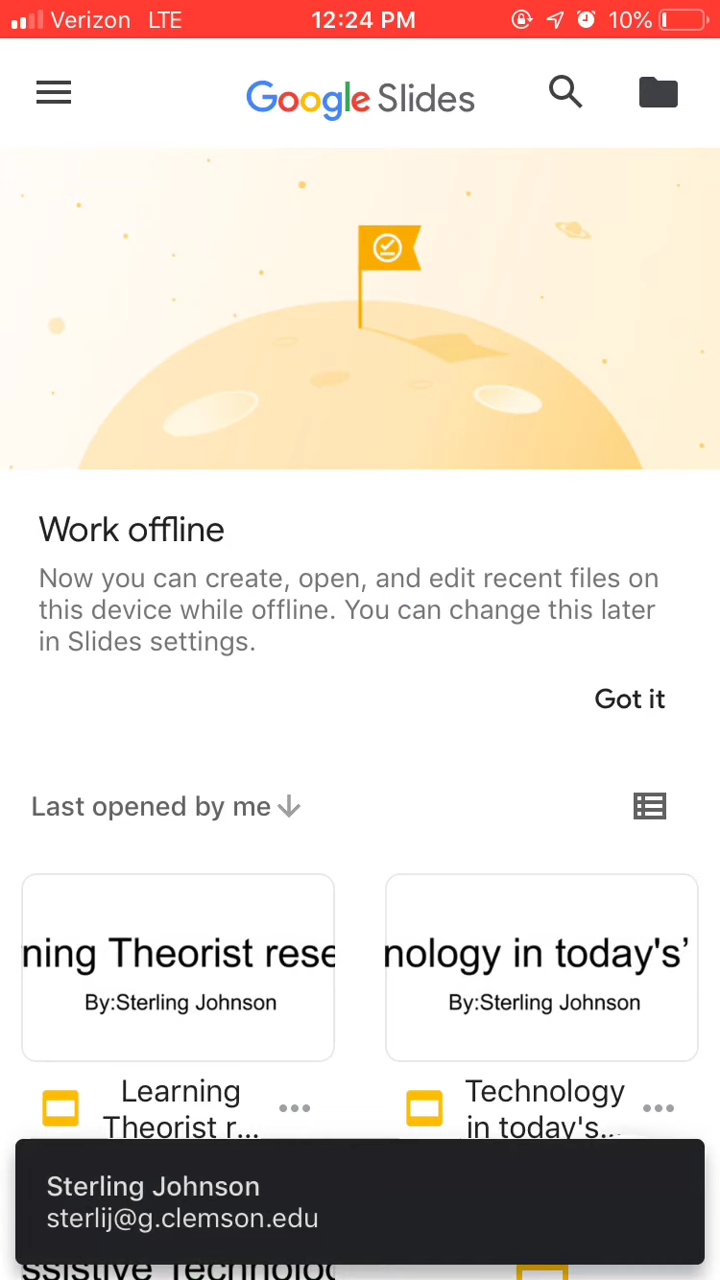 Verizon LTE 12:24 PM 10%
Google Slides
Work offline
Now you can create, open, and edit recent files on
this device while offline. You can change this later
in Slides settings.
Got it
Last opened by me
ning Theorist rese
By:Sterling Johnson
nology in today's’
By:Sterling Johnson
Learning
Theorist r...
Technology
in today's...
Sterling Johnson
sterlij@g.clemson.edu
ssistive Technolog